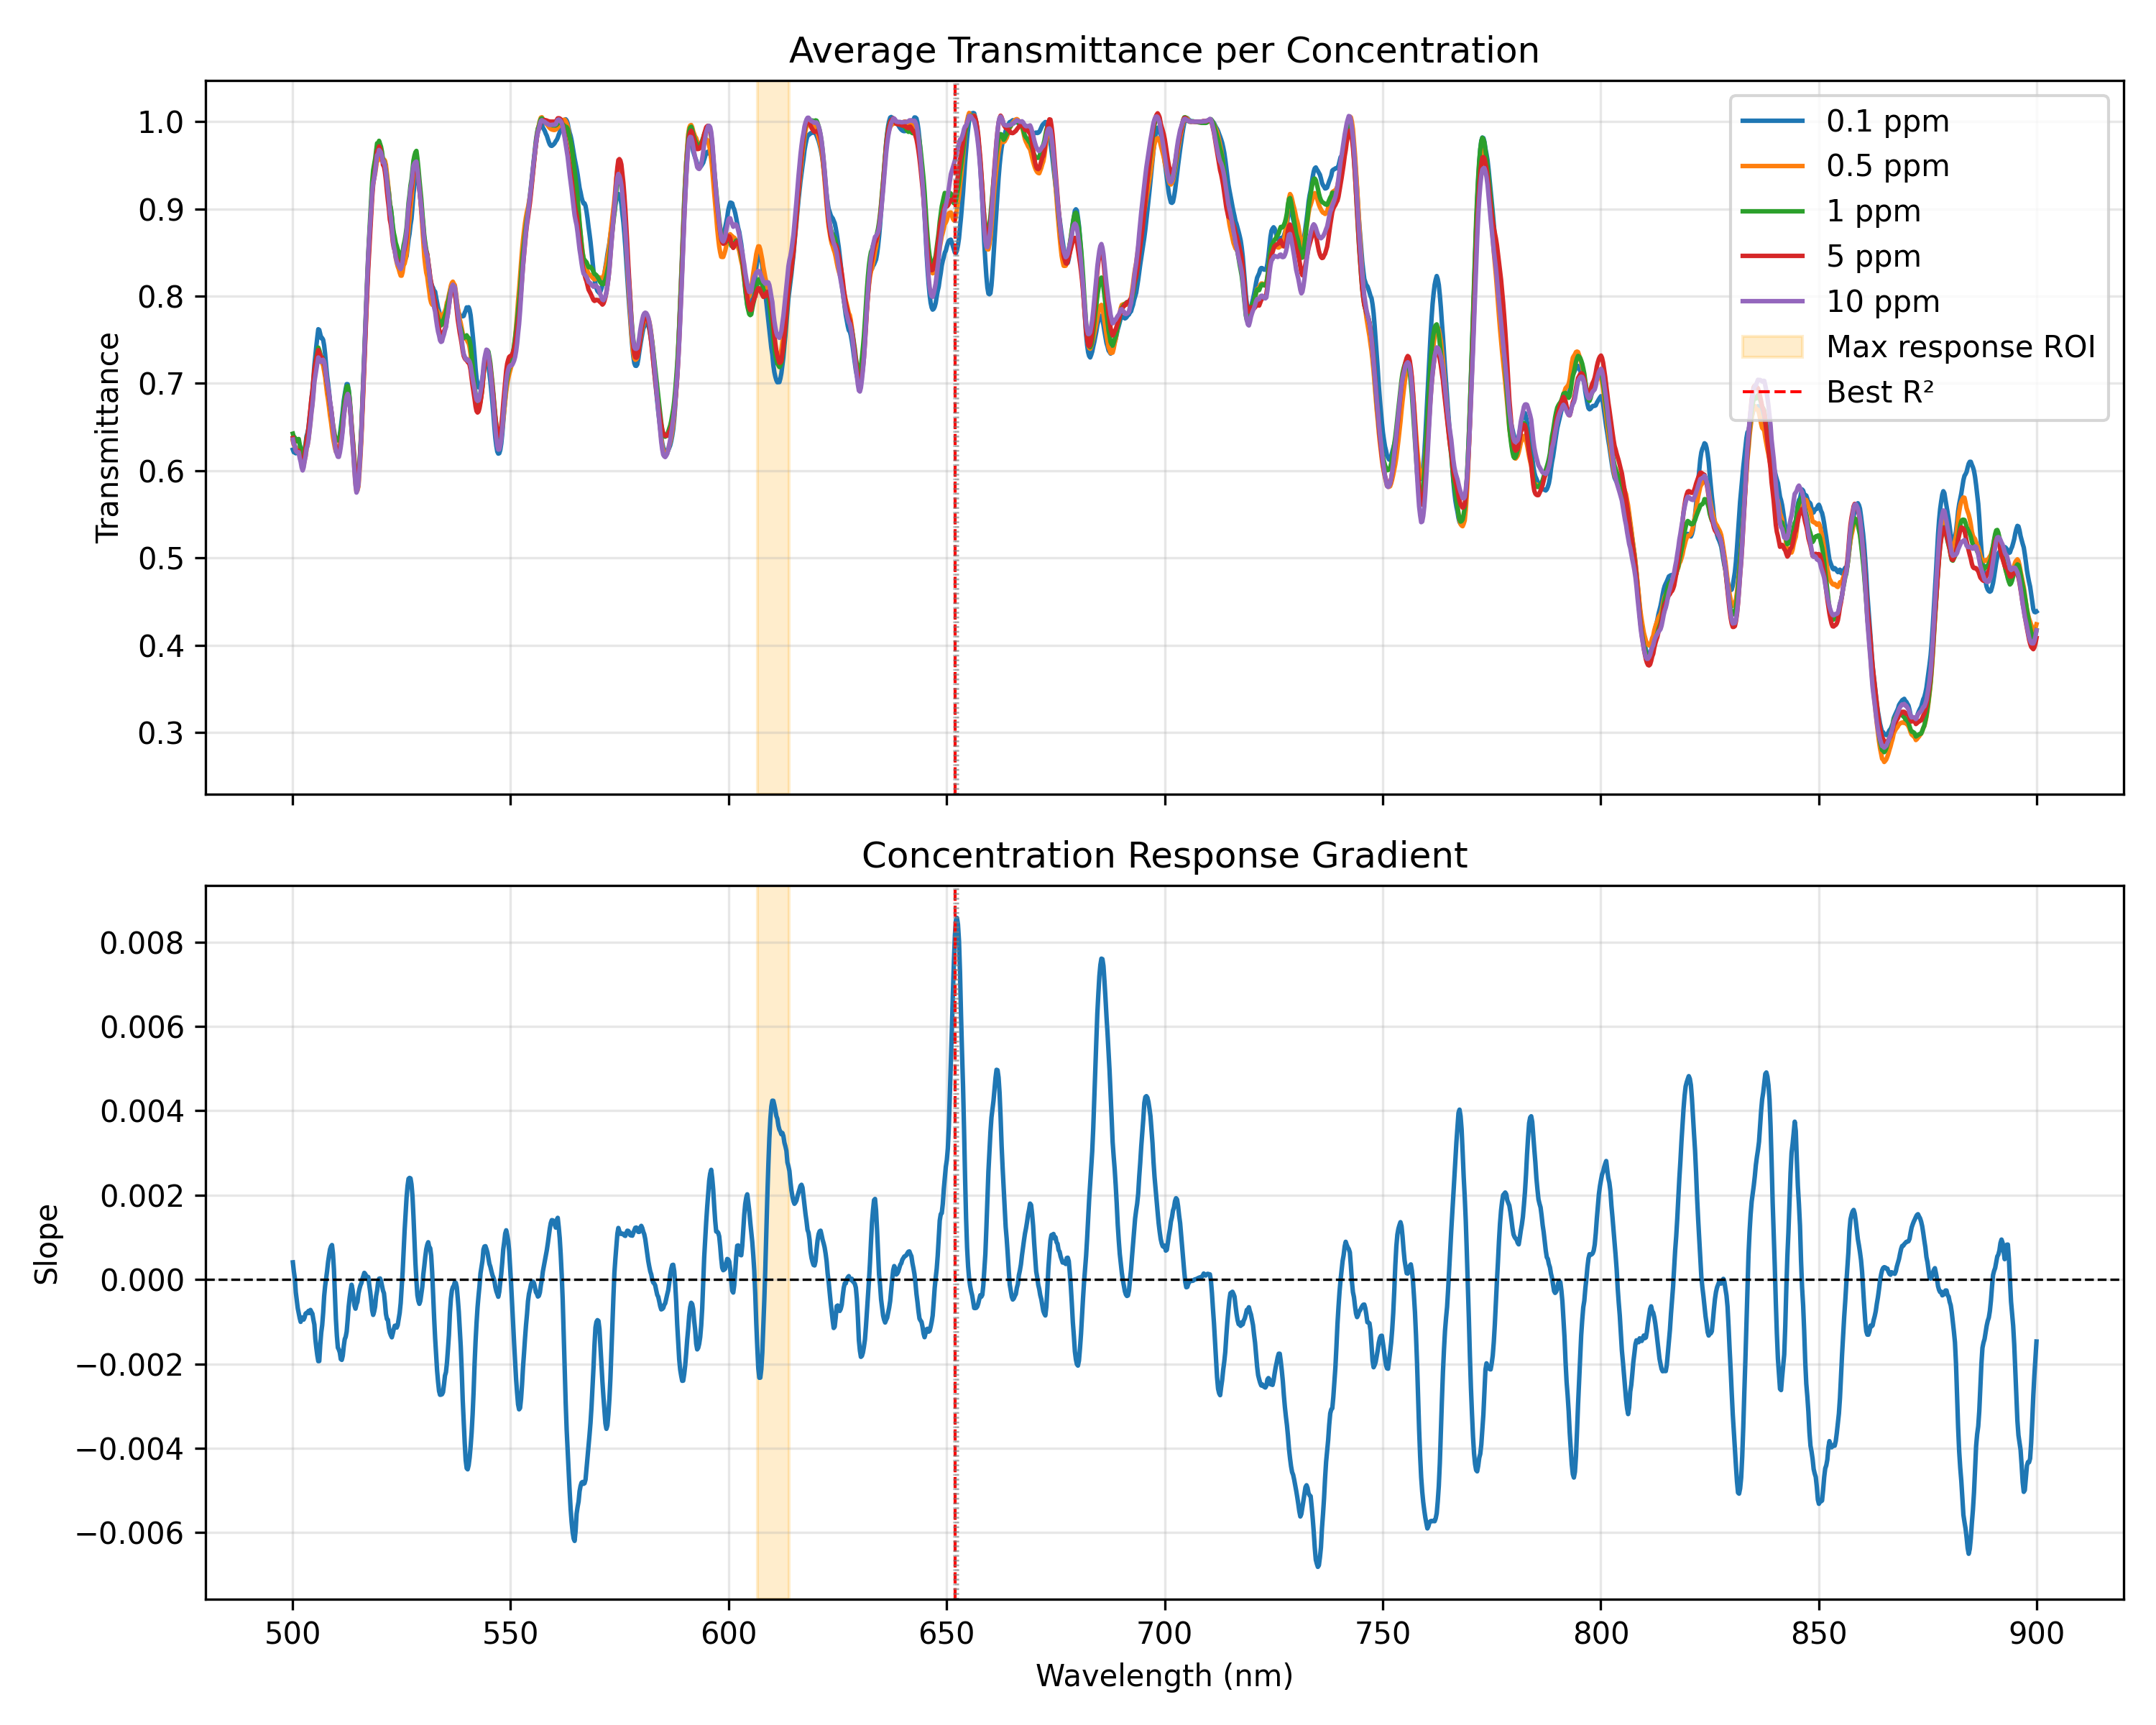 Average Transmittance per Concentration
Transmittance
1.0
0.9
0.8
0.7
0.6
0.5
0.4
0.3
0.1 ppm
0.5 ppm
1 ppm
5 ppm
10 ppm
Max response ROI
Best R²
Concentration Response Gradient
Slope
0.008
0.006
0.004
0.002
0.000
−0.002
−0.004
−0.006
500 550 600 650 700 750 800 850 900
Wavelength (nm)